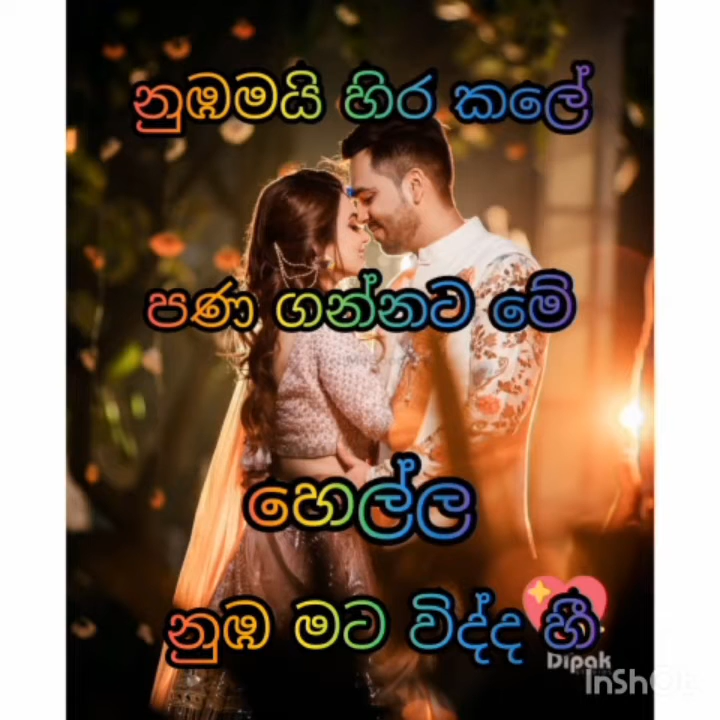 නුඹමයි හිර කලේ
පණ ගන්නට මේ
හෙල්ල
නුඹ මට විද්ද හී
Dipak
InShOt